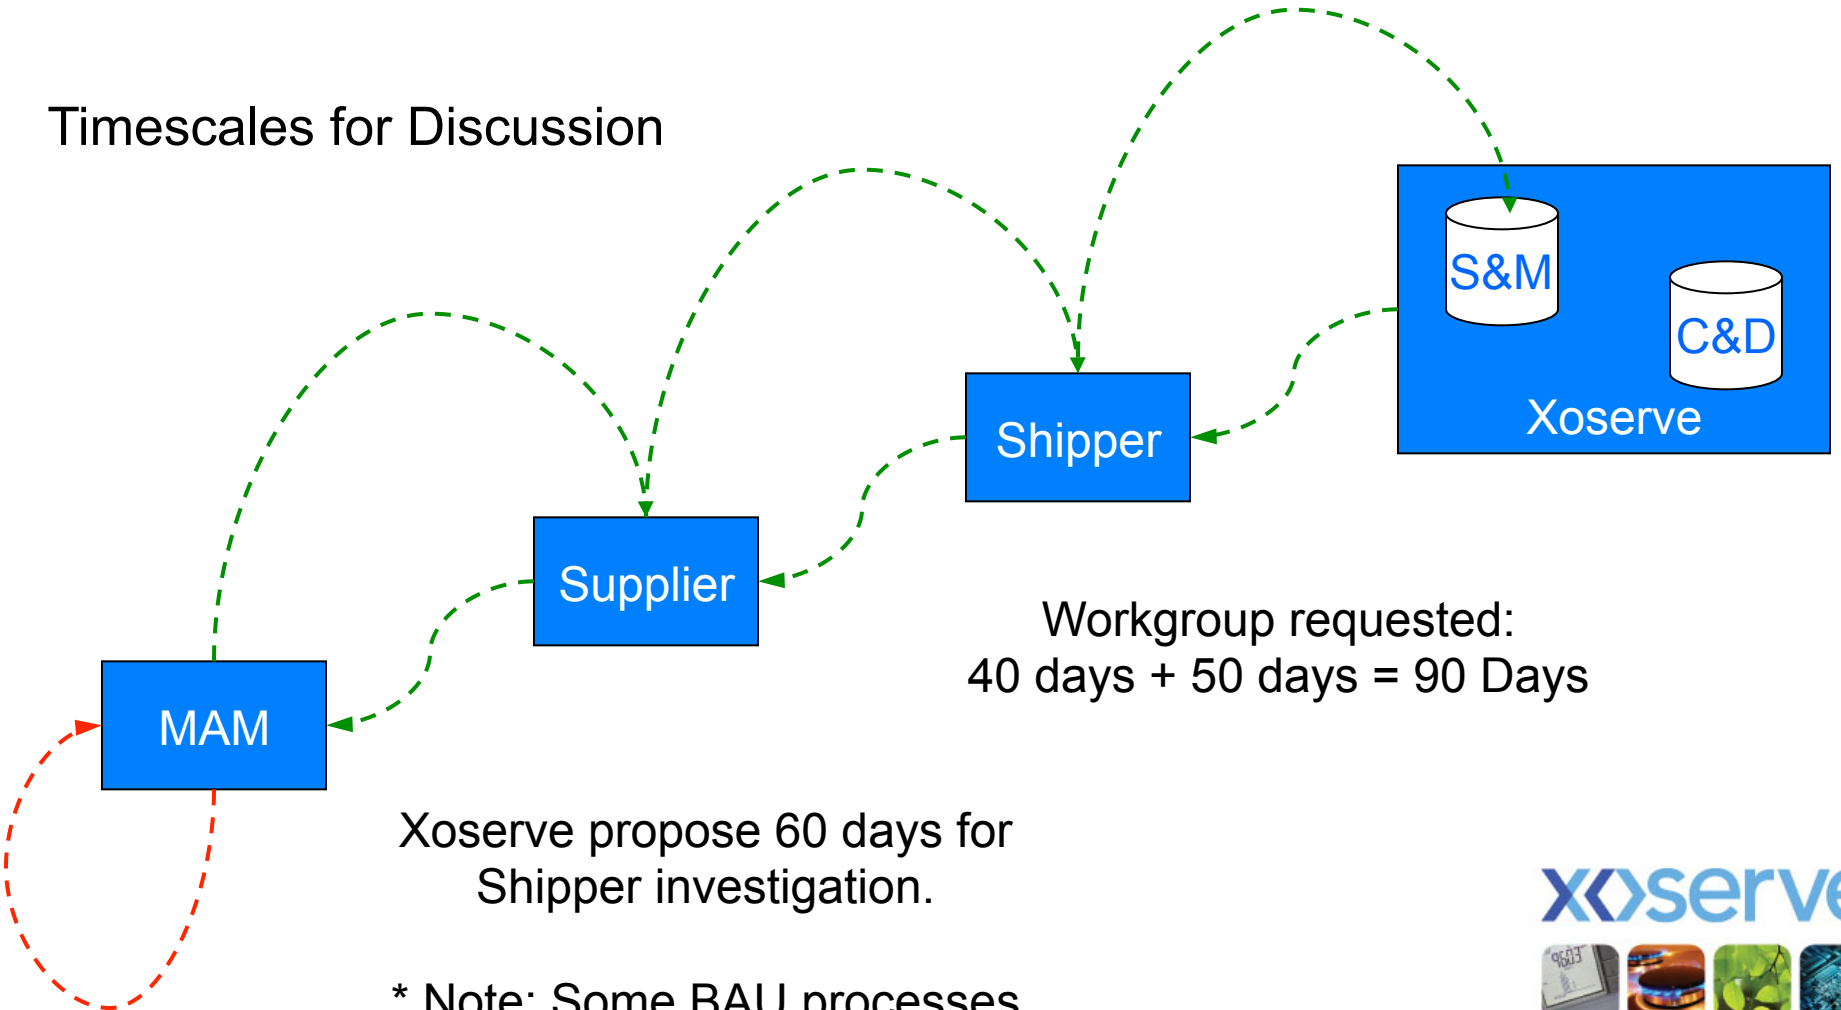 Timescales for Discussion
S&M
C&D
Xoserve
Shipper
Supplier
MAM
Workgroup requested:
40 days + 50 days = 90 Days
Xoserve propose 60 days for
Shipper investigation.
* Note: Some BAU processes
xoserve